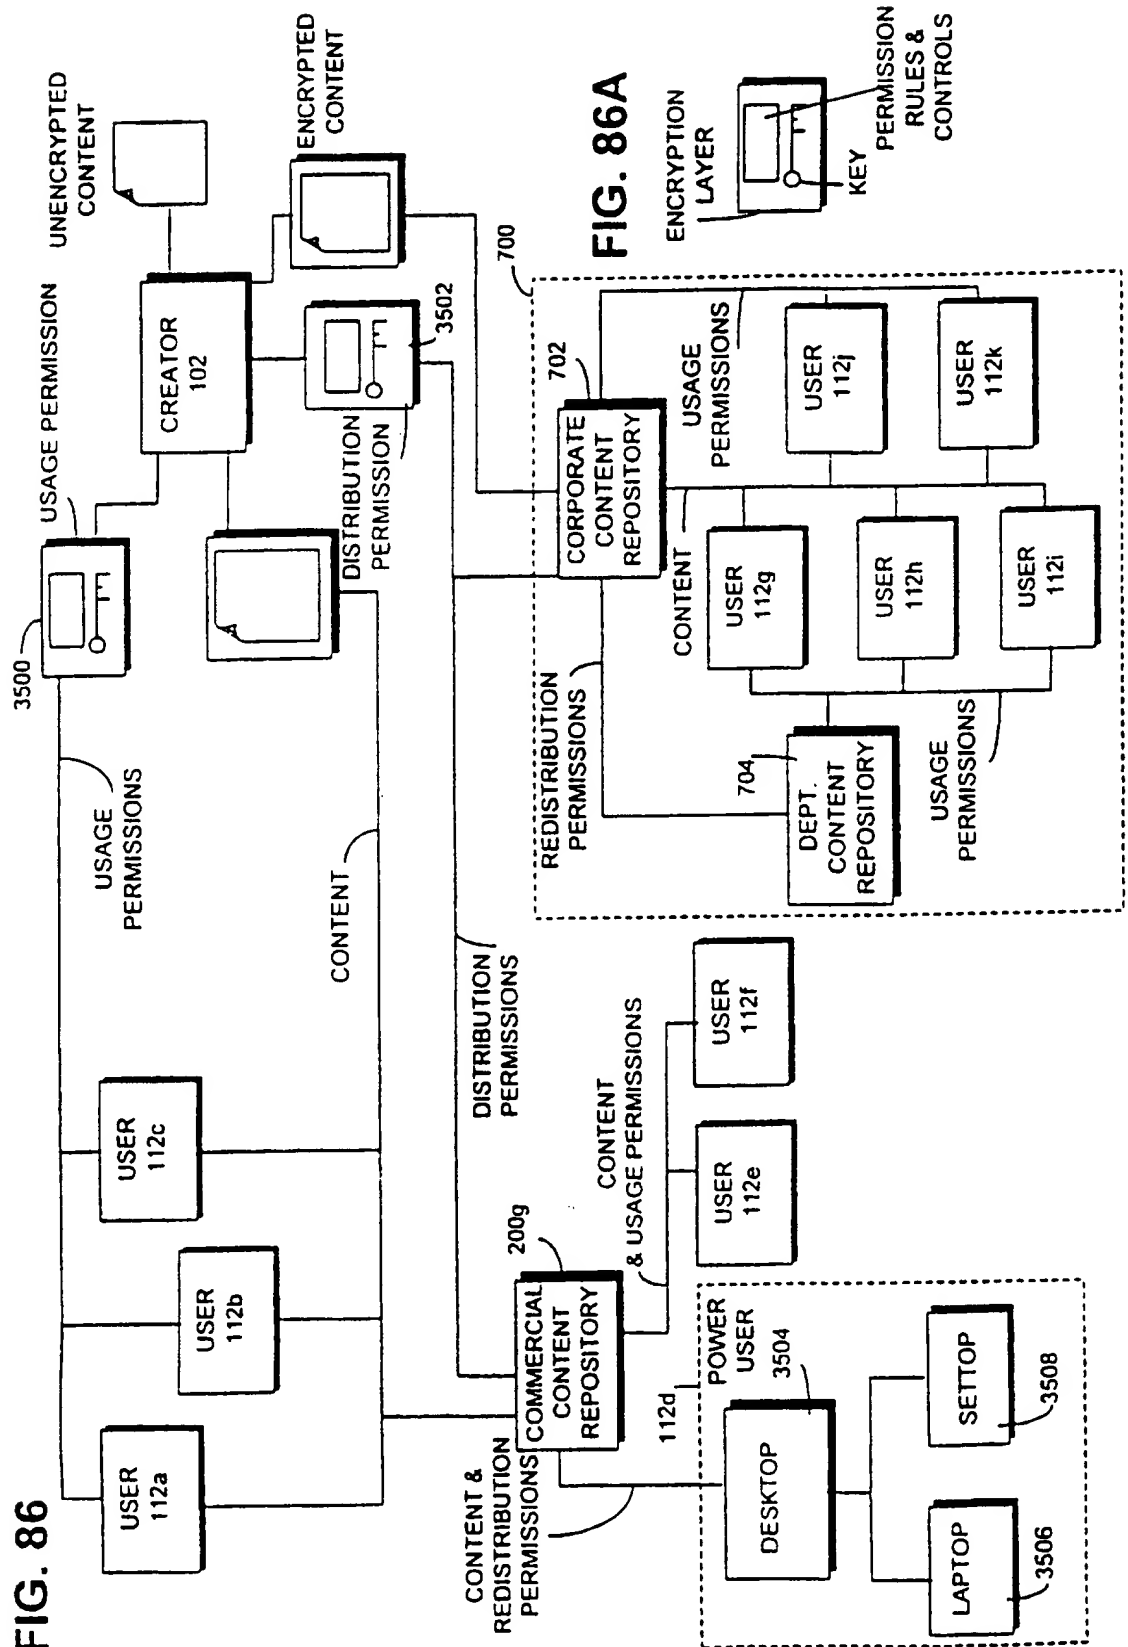 FIG. 86
USER
112a
USER
112b
USER
112c
USAGE
PERMISSIONS
3500
USAGE PERMISSION
CREATOR
102
UNENCRYPTED
CONTENT
ENCRYPTED
CONTENT
CONTENT
DISTRIBUTION
PERMISSION
3502
DISTRIBUTION
PERMISSIONS
COMMERCIAL
CONTENT
REPOSITORY
200g
CONTENT &
REDISTRIBUTION
PERMISSIONS
CONTENT
& USAGE PERMISSIONS
USER
112e
USER
112f
112d
POWER
USER
3504
DESKTOP
LAPTOP
3506
SETTOP
3508
700
CORPORATE
CONTENT
REPOSITORY
702
REDISTRIBUTION
PERMISSIONS
CONTENT
USAGE
PERMISSIONS
704
DEPT.
CONTENT
REPOSITORY
USAGE
PERMISSIONS
USER
112g
USER
112h
USER
112i
USER
112j
USER
112k
FIG. 86A
ENCRYPTION
LAYER
KEY
PERMISSION
RULES &
CONTROLS